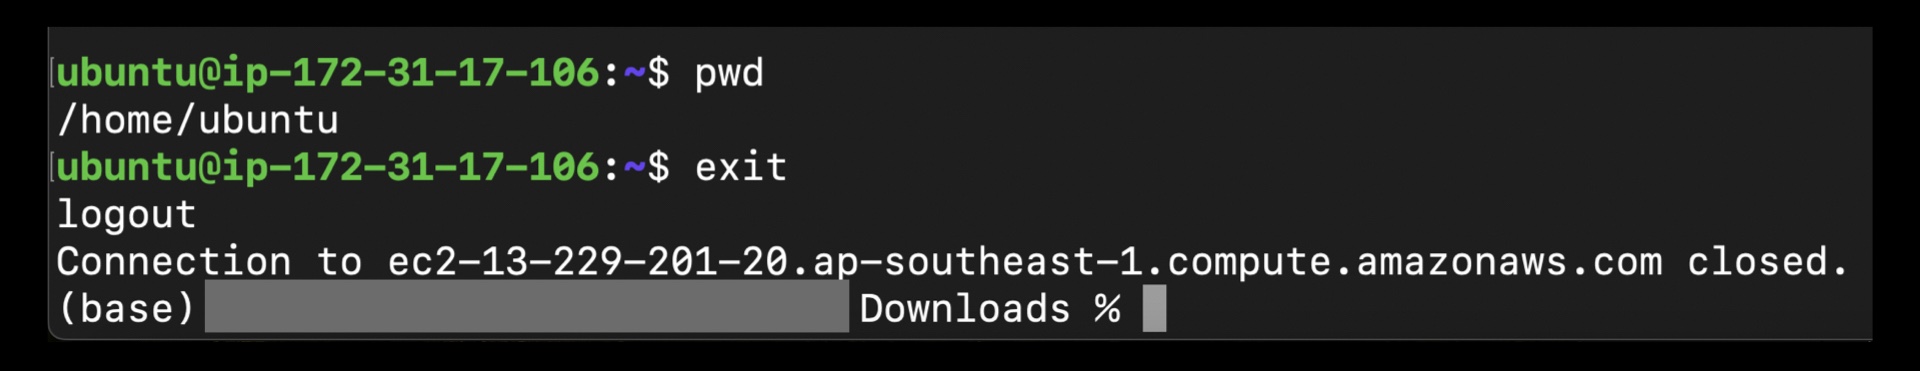 ubuntu@ip-172-31-17-106:~$ pwd
/home/ubuntu
ubuntu@ip-172-31-17-106:~$ exit
logout
Connection to ec2-13-229-201-20.ap-southeast-1.compute.amazonaws.com closed.
(base) Downloads %